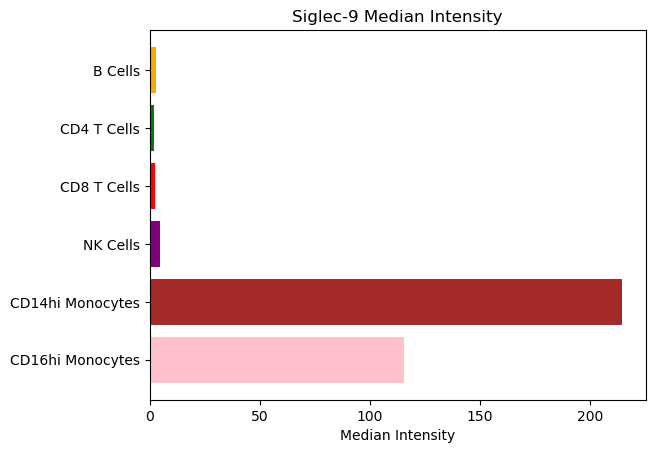 Siglec-9 Median Intensity
B Cells
CD4 T Cells
CD8 T Cells
NK Cells
CD14hi Monocytes
CD16hi Monocytes
0 50 100 150 200
Median Intensity